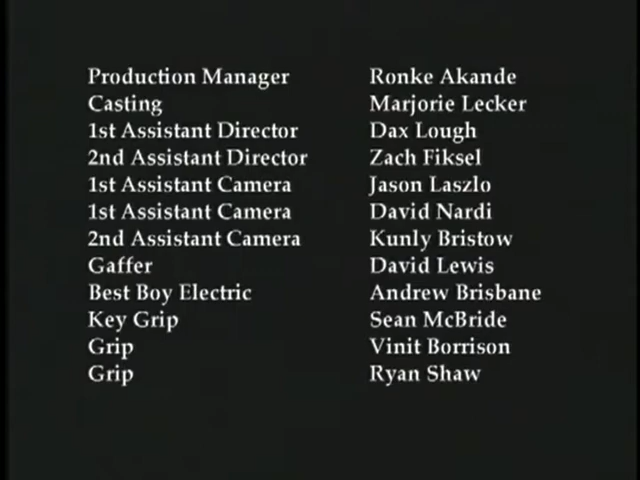 Production Manager Ronke Akande
Casting Marjorie Lecker
1st Assistant Director Dax Lough
2nd Assistant Director Zach Fiksel
1st Assistant Camera Jason Laszlo
1st Assistant Camera David Nardi
2nd Assistant Camera Kunly Bristow
Gaffer David Lewis
Best Boy Electric Andrew Brisbane
Key Grip Sean McBride
Grip Vinit Borrison
Grip Ryan Shaw